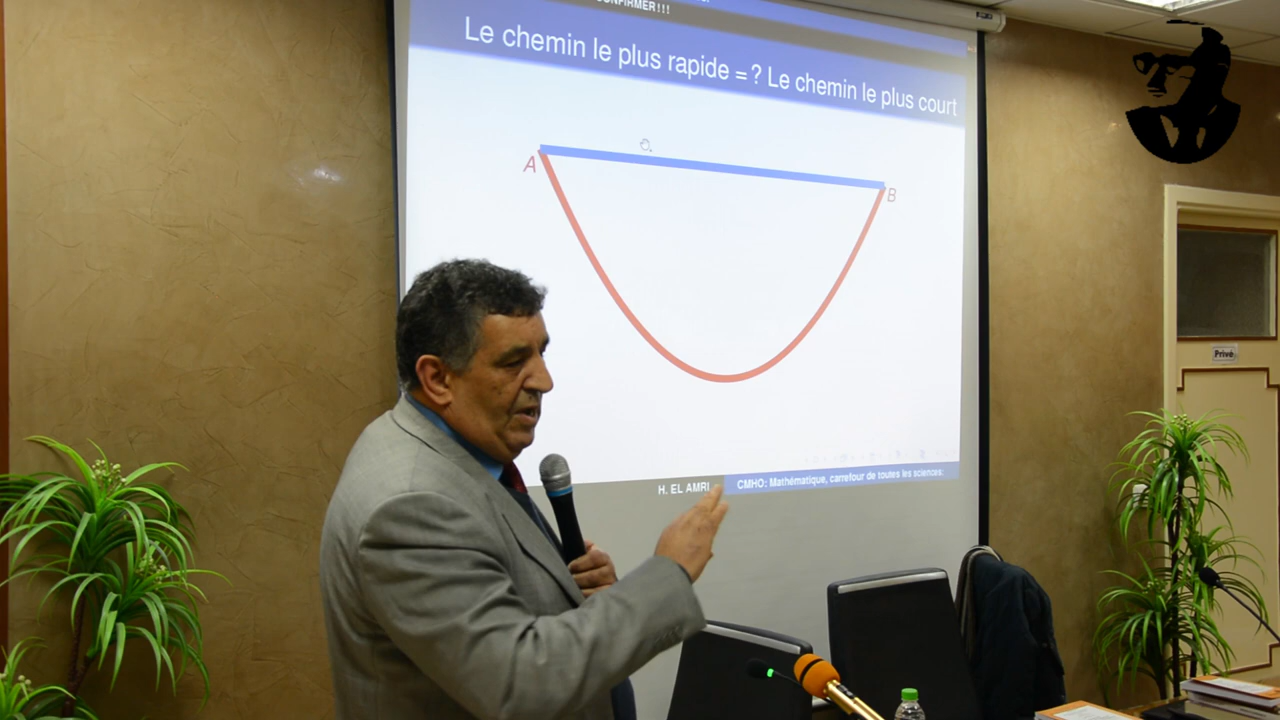 CONFIRMER!!!
Le chemin le plus rapide =? Le chemin le plus court
A
B
H. EL AMRI
CMHO: Mathématique, carrefour de toutes les sciences:
Privé